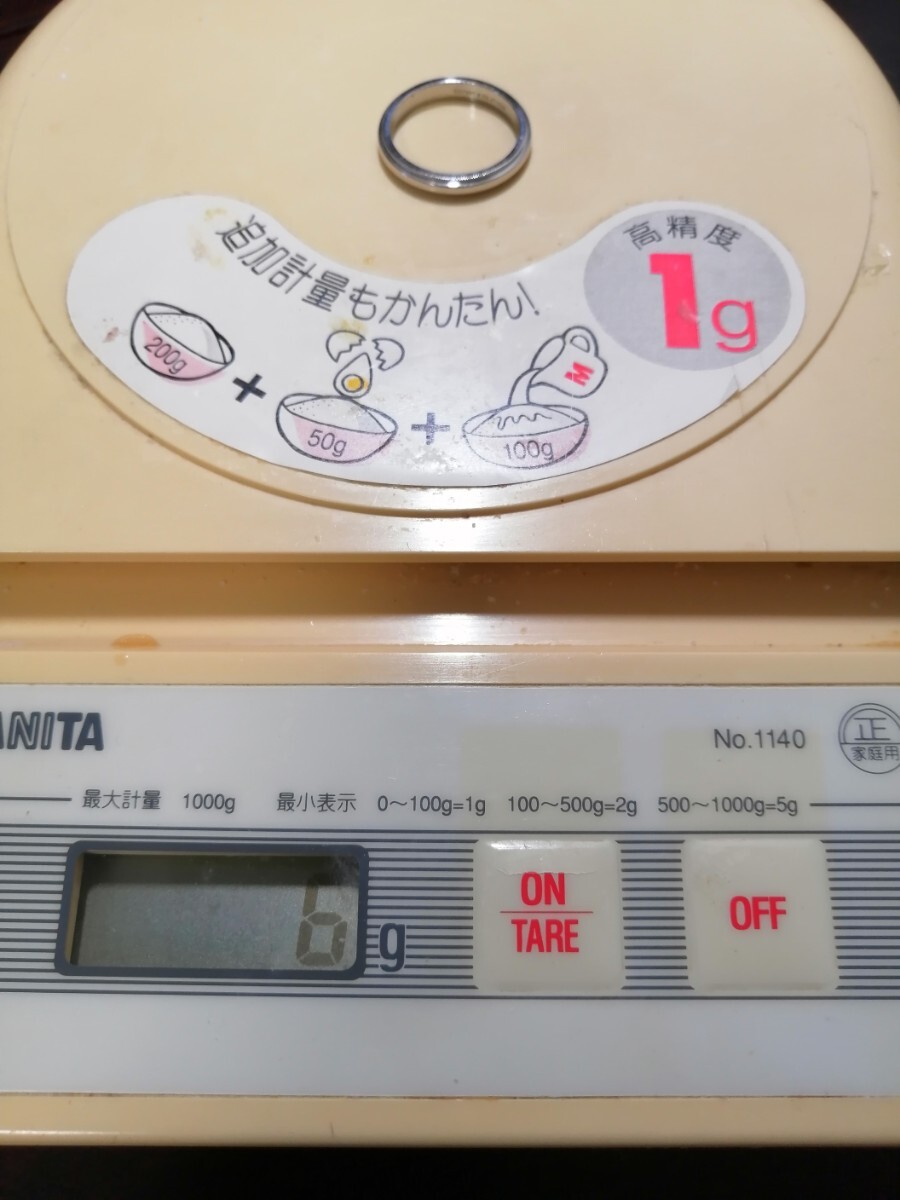 追加計量もかんたん!
高精度
1g
200g
+
50g
+
100g
M
ANITA
No.1140
正
家庭用
最大計量 1000g 最小表示 0〜100g=1g 100〜500g=2g 500〜1000g=5g
6 g
ON
TARE
OFF